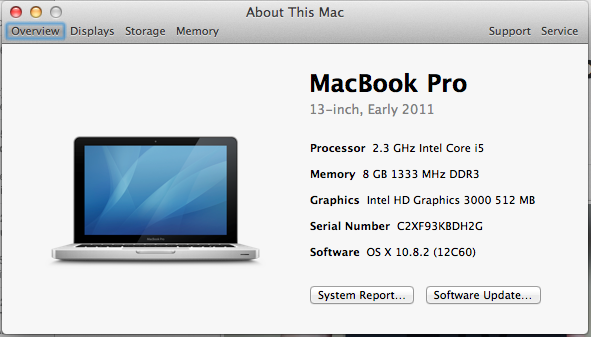 About This Mac
Overview Displays Storage Memory Support Service
MacBook Pro
13-inch, Early 2011
Processor 2.3 GHz Intel Core i5
Memory 8 GB 1333 MHz DDR3
Graphics Intel HD Graphics 3000 512 MB
Serial Number C2XF93KBDH2G
Software OS X 10.8.2 (12C60)
System Report... Software Update...
MacBook Pro